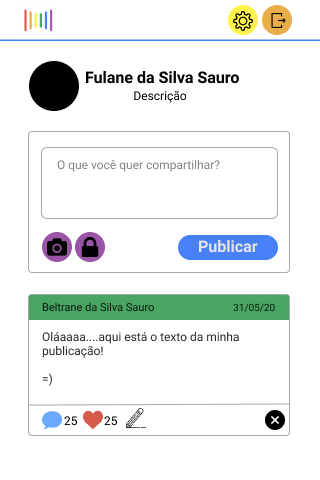 Fulane da Silva Sauro
Descrição
O que você quer compartilhar?
Publicar
Beltrane da Silva Sauro 31/05/20
Oláaaaa....aqui está o texto da minha
publicação!
=)
25 25